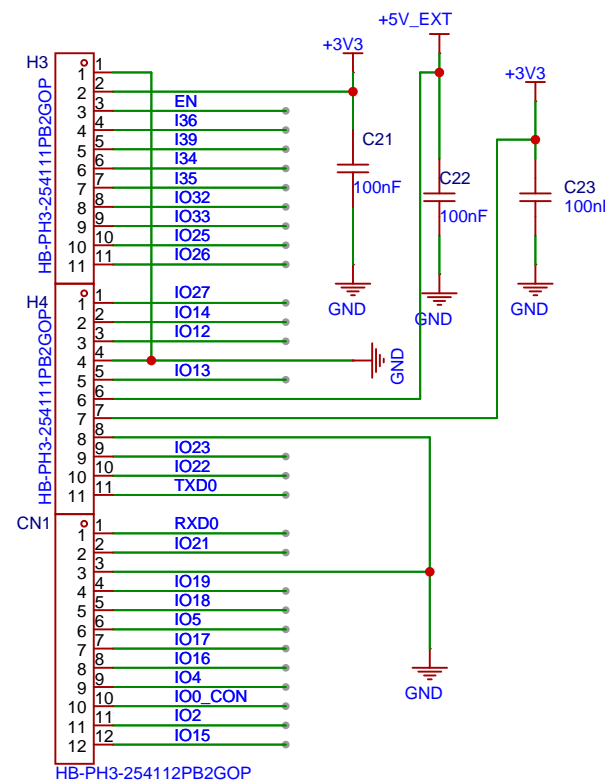 +5V_EXT
+3V3
+3V3
H3
HB-PH3-254111PB2GOP
1 1
2 2
3 3 EN
4 4 I36
5 5 I39
6 6 I34
7 7 I35
8 8 IO32
9 9 IO33
10 10 IO25
11 11 IO26
C21
100nF
GND
C22
100nF
GND
C23
100nF
GND
H4
HB-PH3-254111PB2GOP
1 1 IO27
2 2 IO14
3 3 IO12
4 4
GND
5 5 IO13
6 6
7 7
8 8
9 9 IO23
10 10 IO22
11 11 TXD0
CN1
1 1 RXD0
2 2 IO21
3 3
4 4 IO19
5 5 IO18
6 6 IO5
7 7 IO17
8 8 IO16
9 9 IO4
10 10 IO0_CON
11 11 IO2
12 12 IO15
GND
HB-PH3-254112PB2GOP